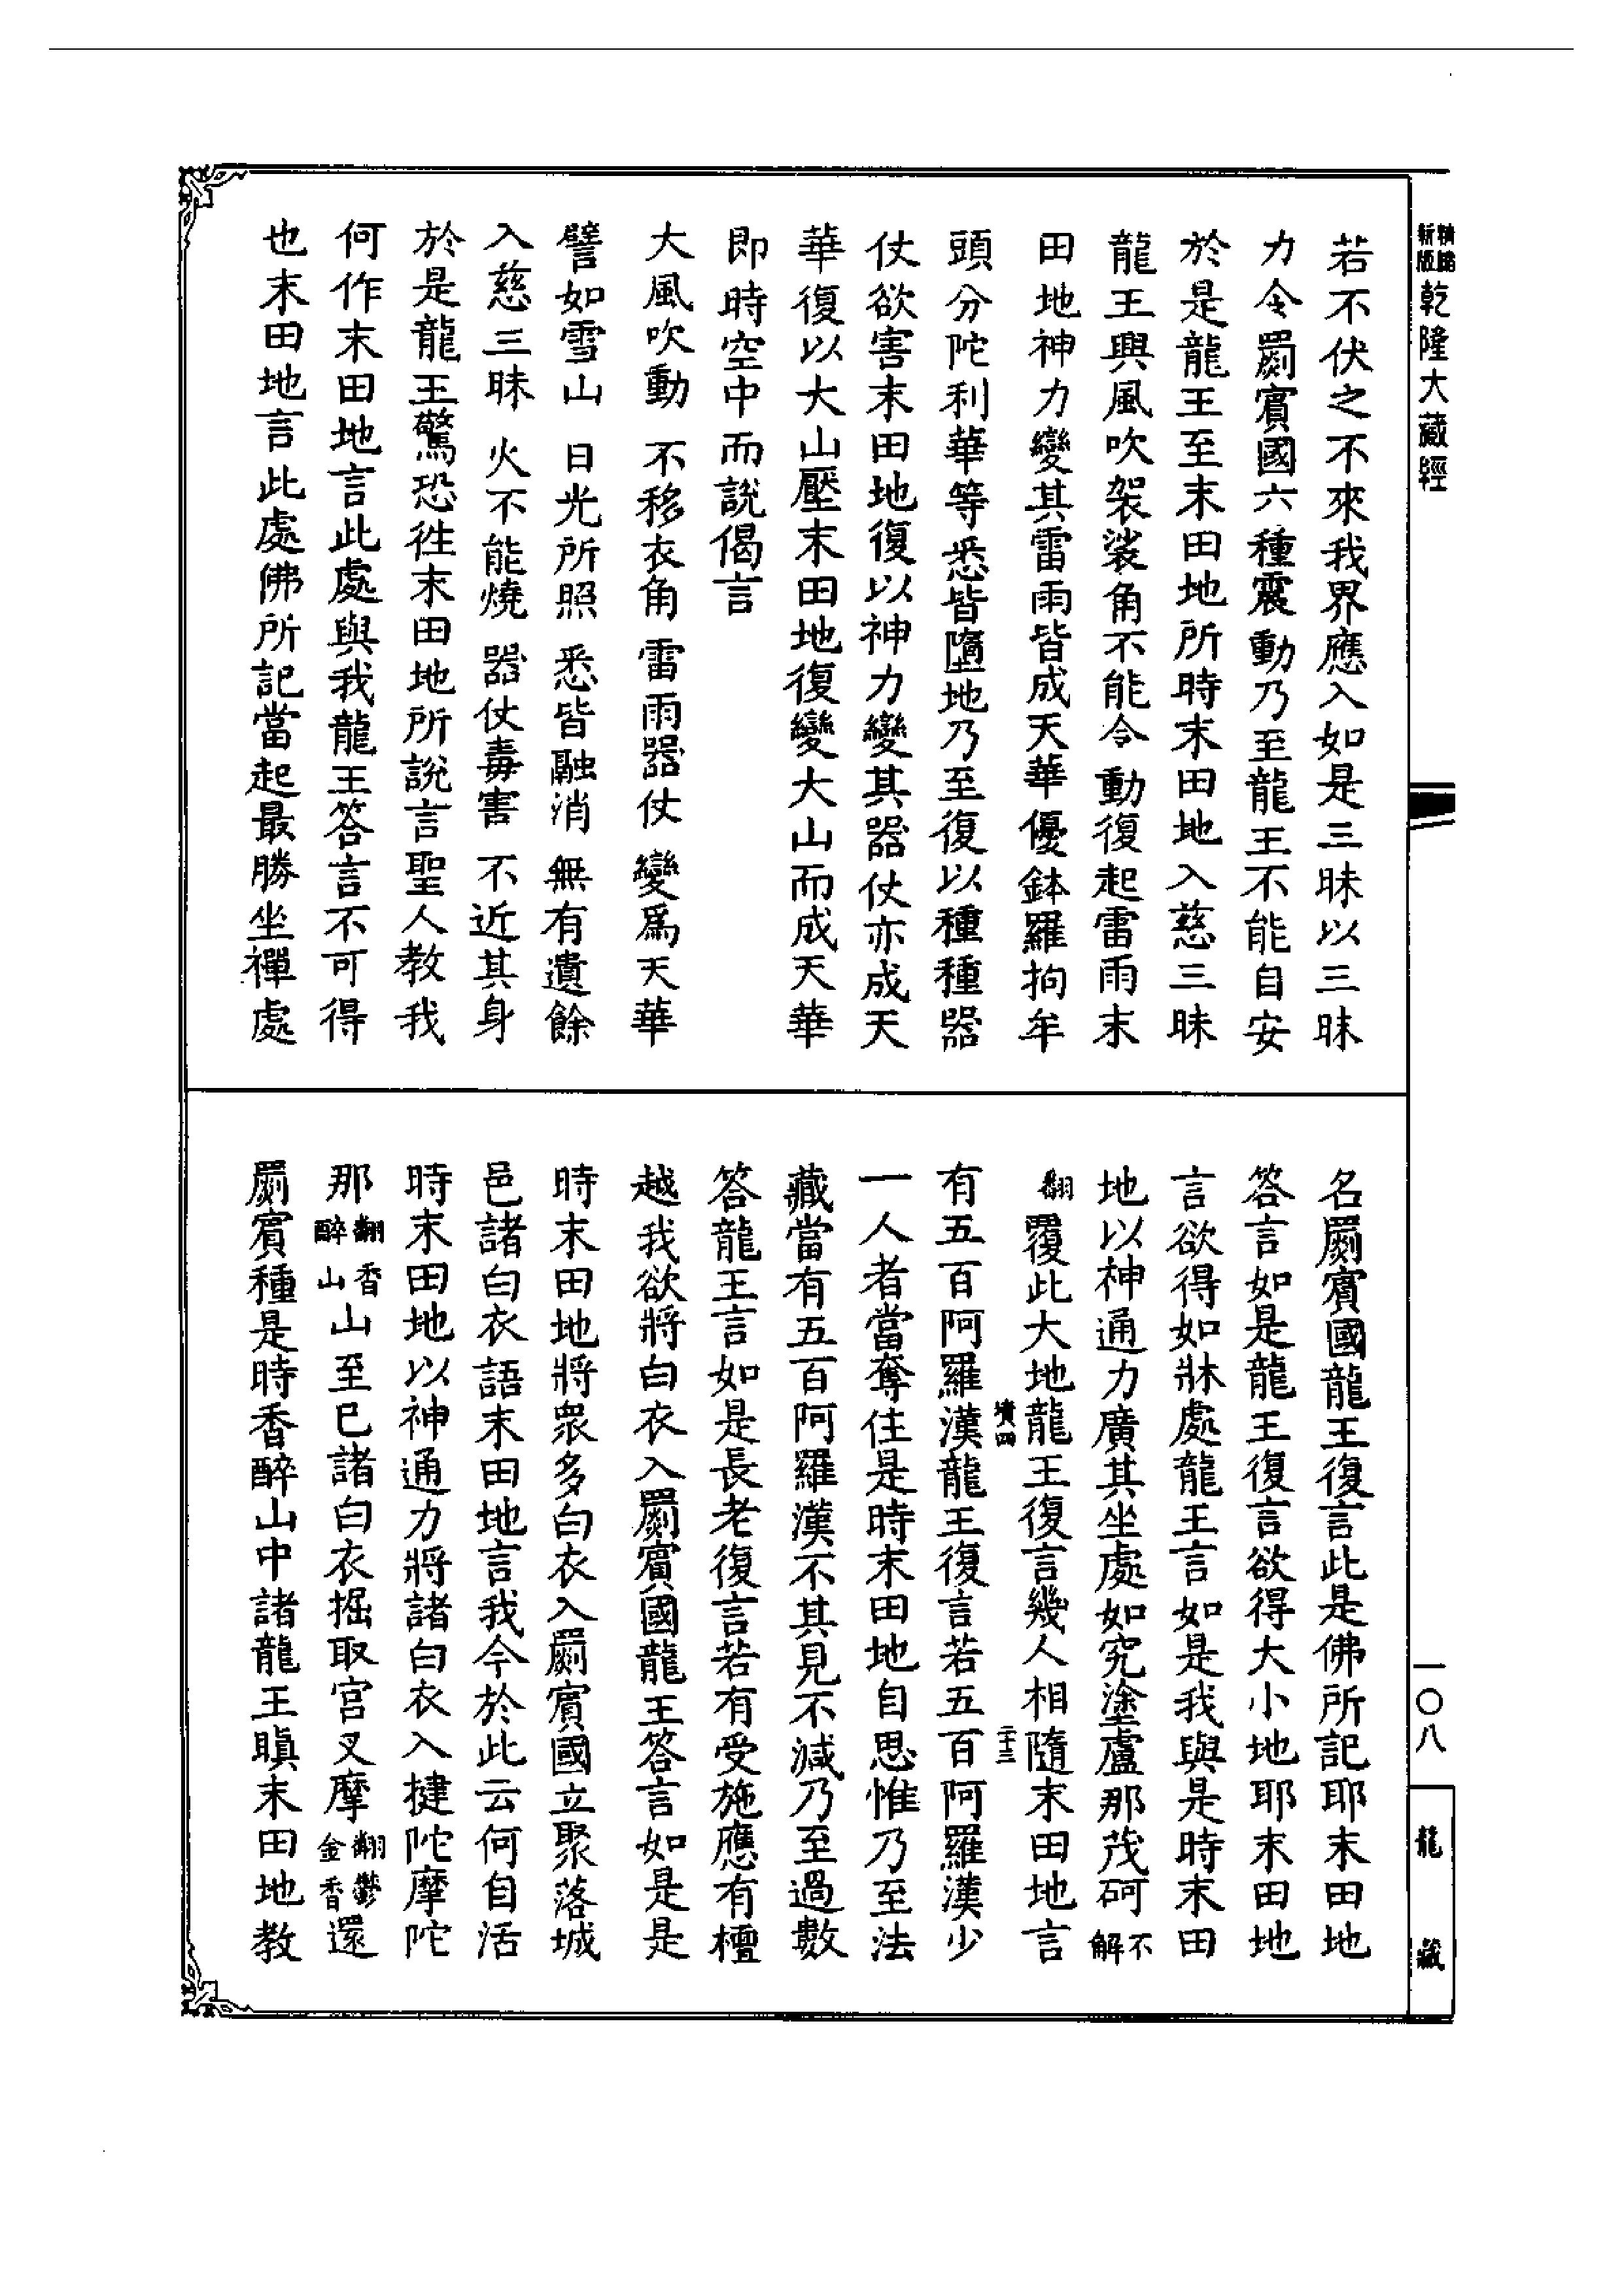 乾隆大藏經
若不伏之不來我界應入如是三昧以三昧
力令罽賓國六種震動乃至龍王不能自安
於是龍王至末田地所時末田地入慈三昧
龍王興風吹袈裟角不能令動復起雷雨末
田地神力變其雷雨皆成天華優鉢羅拘牟
頭分陀利華等悉皆墮地乃至復以種種器
仗欲害末田地復以神力變其器仗亦成天
華復以大山壓末田地復變大山而成天華
即時空中而說偈言
大風吹動 不移衣角 雷雨器仗 變爲天華
譬如雪山 日光所照 悉皆融消 無有遺餘
入慈三昧 火不能燒 器仗毒害 不近其身
於是龍王驚恐徃末田地所說言聖人教我
何作末田地言此處與我龍王答言不可得
也末田地言此處佛所記當起最勝坐禪處
名罽賓國龍王復言此是佛所記耶末田地
答言如是龍王復言欲得大小地耶末田地
言欲得如牀處龍王言如是我與是時末田
地以神通力廣其坐處如究塗盧那茂砢不解
翻覆此大地龍王復言幾人相隨末田地言
二十三
有五百阿羅漢龍王復言若五百阿羅漢少
一人者當奪住是時末田地自思惟乃至法
藏當有五百阿羅漢不其見不減乃至過數
答龍王言如是長老復言若有受施應有檀
越我欲將白衣入罽賓國龍王答言如是是
時末田地將衆多白衣入罽賓國立聚落城
邑諸白衣語末田地言我今於此云何自活
時末田地以神通力將諸白衣入揵陀摩陀
那翻香醉山山至已諸白衣掘取宮叉摩翻鬱金香還
罽賓種是時香醉山中諸龍王瞋末田地教
一〇八
龍藏